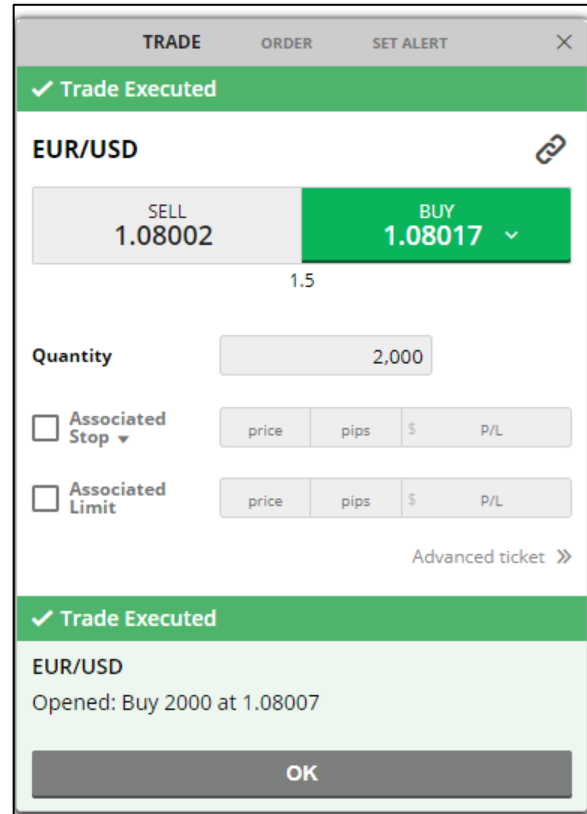 TRADE ORDER SET ALERT ×
✓ Trade Executed
EUR/USD
SELL BUY
1.08002 1.08017
1.5
Quantity 2,000
Associated
Stop ▾ price pips $ P/L
Associated
Limit price pips $ P/L
Advanced ticket »
✓ Trade Executed
EUR/USD
Opened: Buy 2000 at 1.08007
OK